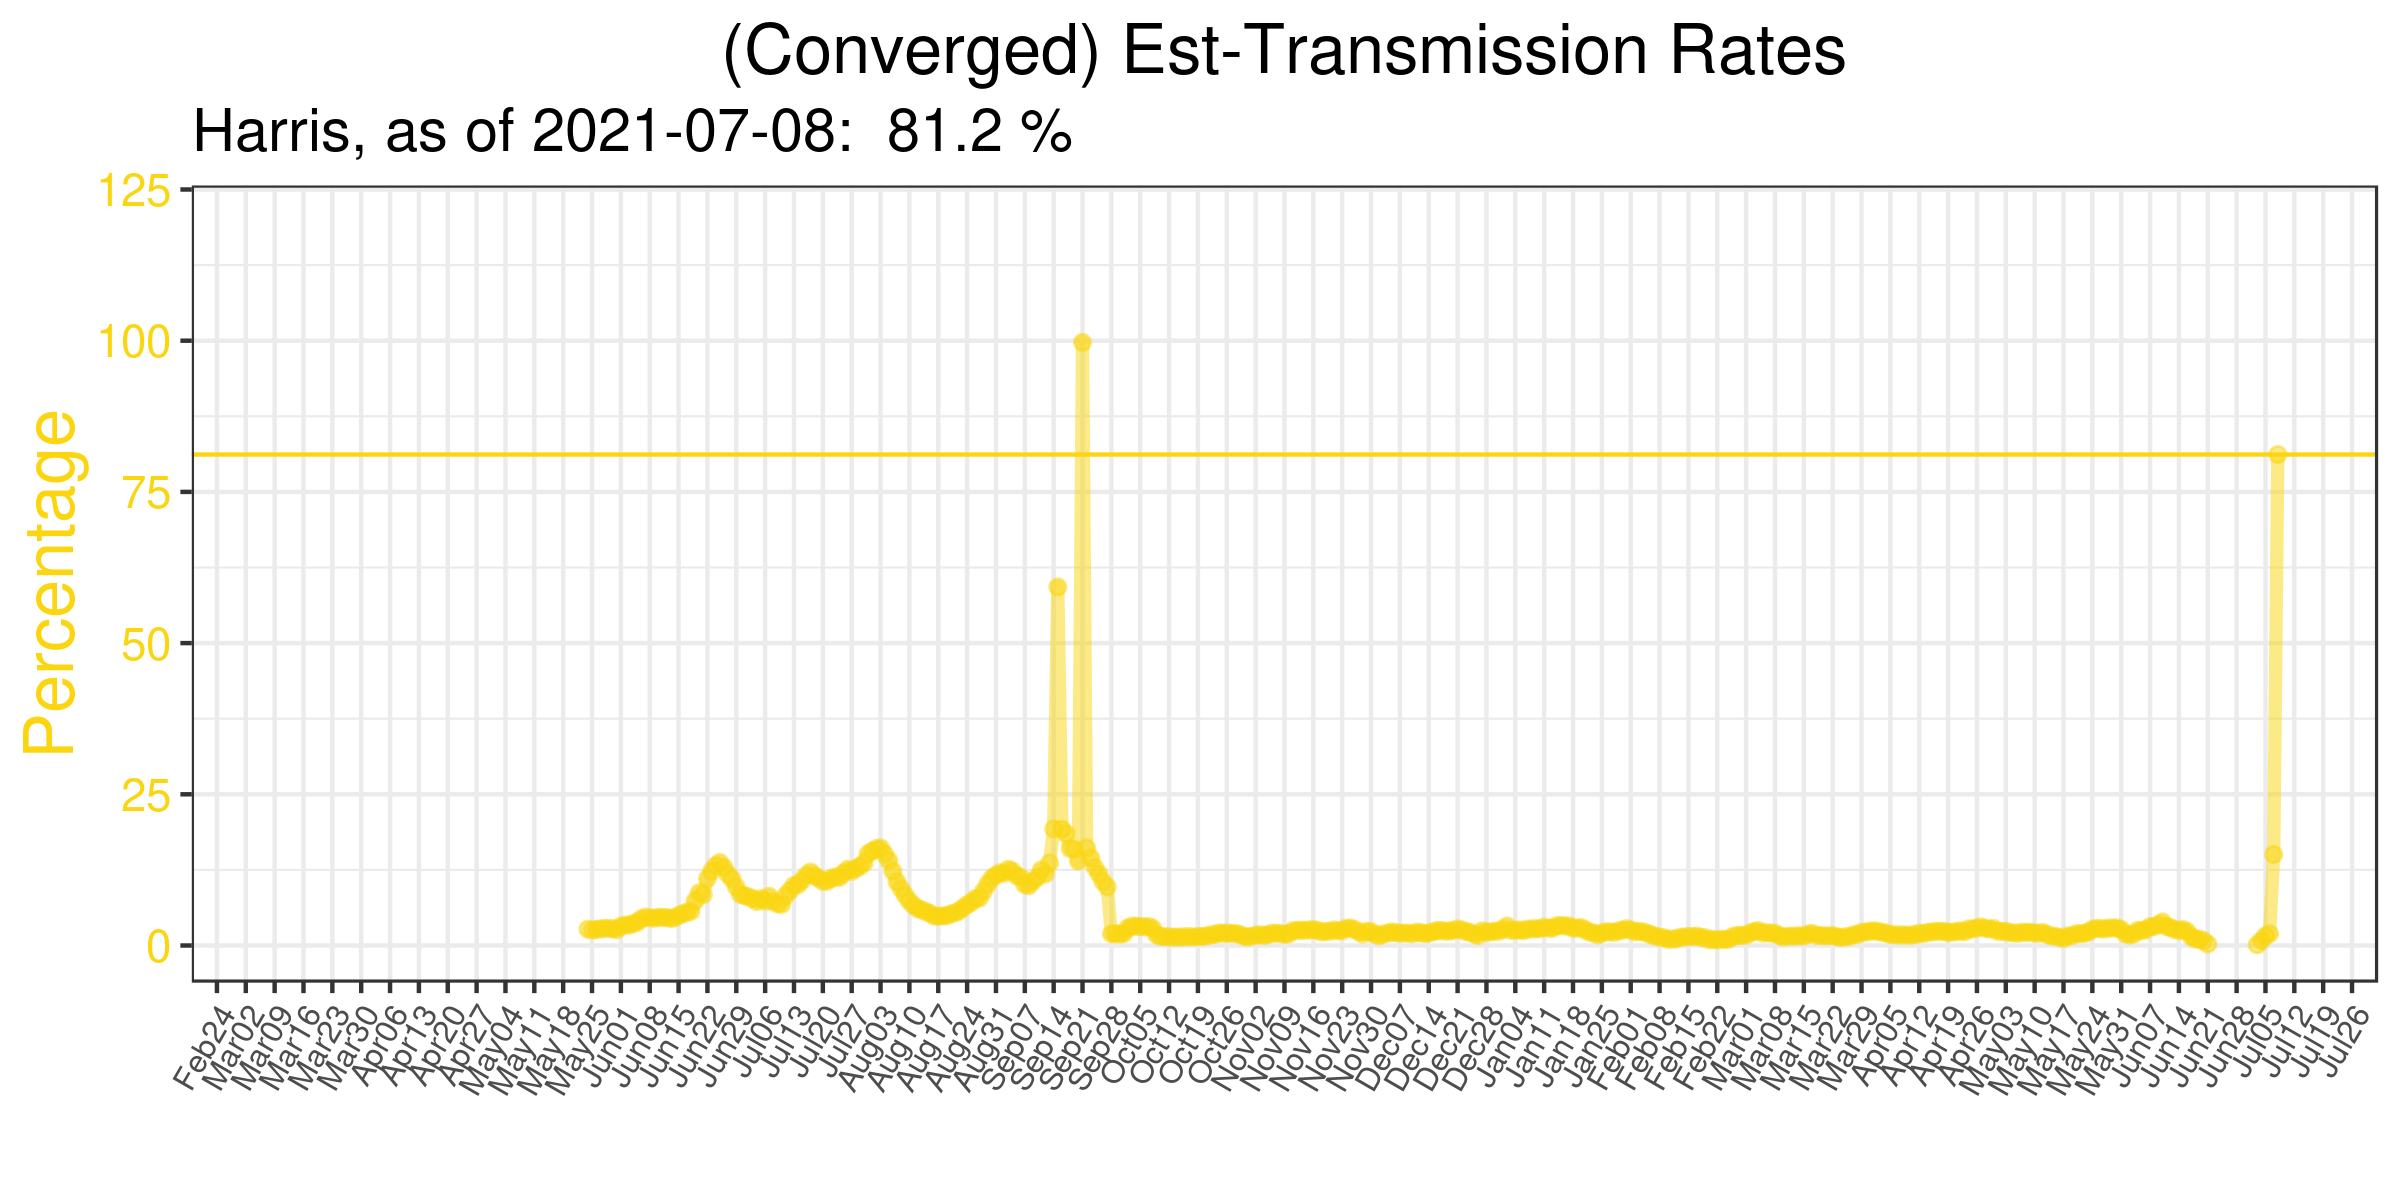 (Converged) Est-Transmission Rates
Harris, as of 2021-07-08:  81.2 %
Percentage
125
100
75
50
25
0
Feb24
Mar02
Mar09
Mar16
Mar23
Mar30
Apr06
Apr13
Apr20
Apr27
May04
May11
May18
May25
Jun01
Jun08
Jun15
Jun22
Jun29
Jul06
Jul13
Jul20
Jul27
Aug03
Aug10
Aug17
Aug24
Aug31
Sep07
Sep14
Sep21
Sep28
Oct05
Oct12
Oct19
Oct26
Nov02
Nov09
Nov16
Nov23
Nov30
Dec07
Dec14
Dec21
Dec28
Jan04
Jan11
Jan18
Jan25
Feb01
Feb08
Feb15
Feb22
Mar01
Mar08
Mar15
Mar22
Mar29
Apr05
Apr12
Apr19
Apr26
May03
May10
May17
May24
May31
Jun07
Jun14
Jun21
Jun28
Jul05
Jul12
Jul19
Jul26